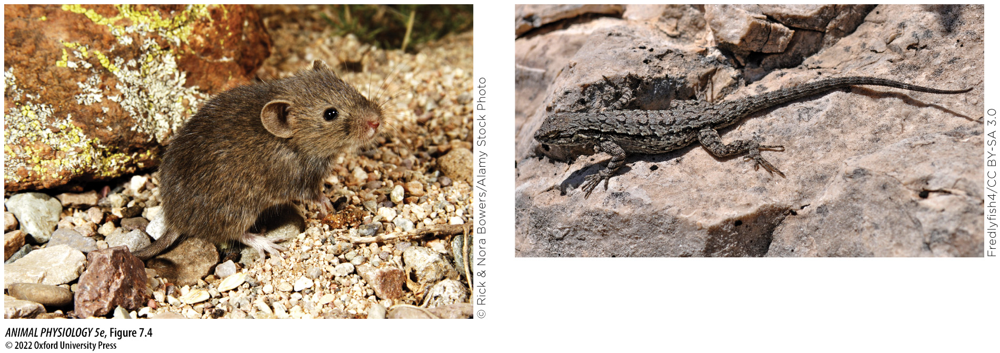 © Rick & Nora Bowers/Alamy Stock Photo
Fredlyfish4/CC BY-SA 3.0
ANIMAL PHYSIOLOGY 5e, Figure 7.4
© 2022 Oxford University Press